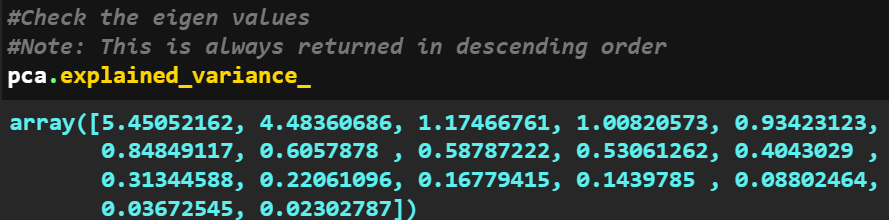 #Check the eigen values
#Note: This is always returned in descending order
pca.explained_variance_
array([5.45052162, 4.48360686, 1.17466761, 1.00820573, 0.93423123,
0.84849117, 0.6057878 , 0.58787222, 0.53061262, 0.4043029 ,
0.31344588, 0.22061096, 0.16779415, 0.1439785 , 0.08802464,
0.03672545, 0.02302787])